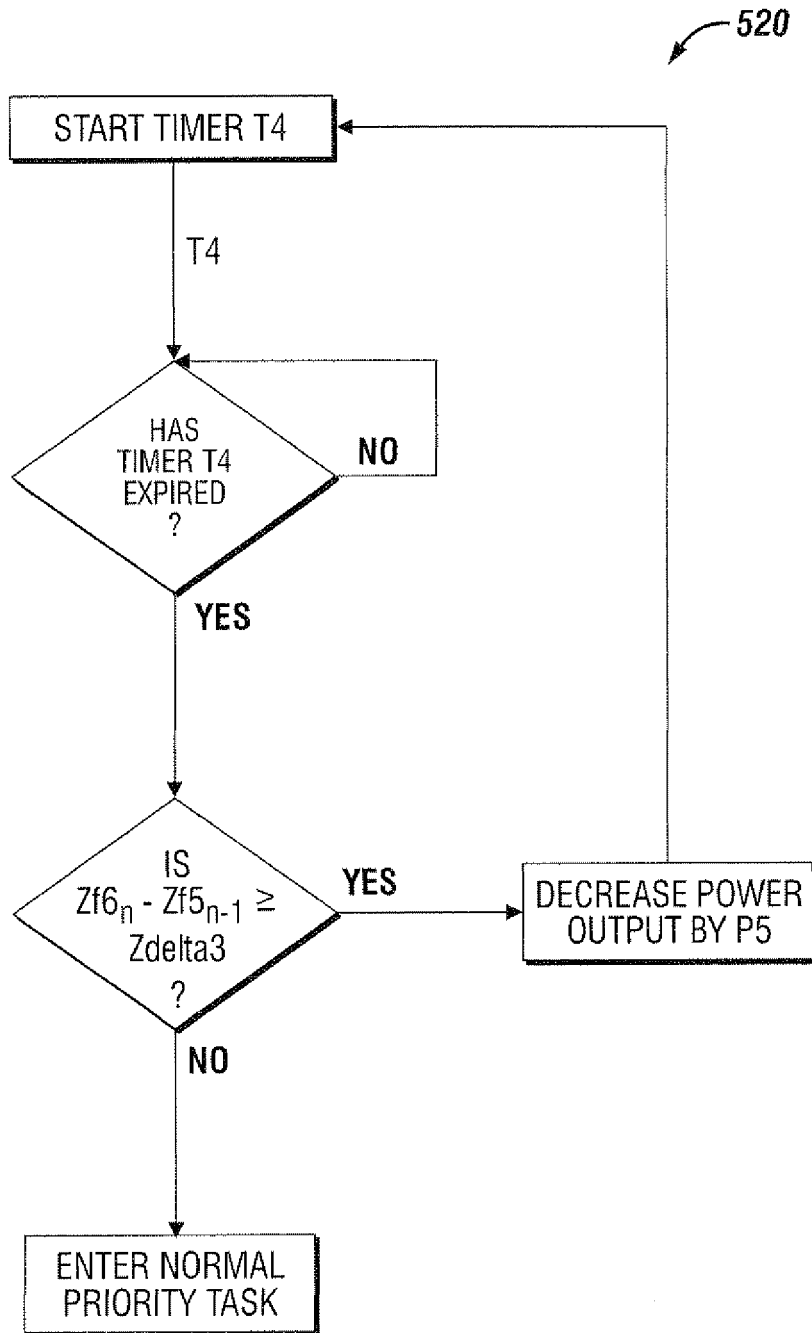 520
START TIMER T4
T4
HAS
TIMER T4
EXPIRED
?
NO
YES
IS
Zf6n - Zf5n-1 ≥
Zdelta3
?
YES
DECREASE POWER
OUTPUT BY P5
NO
ENTER NORMAL
PRIORITY TASK